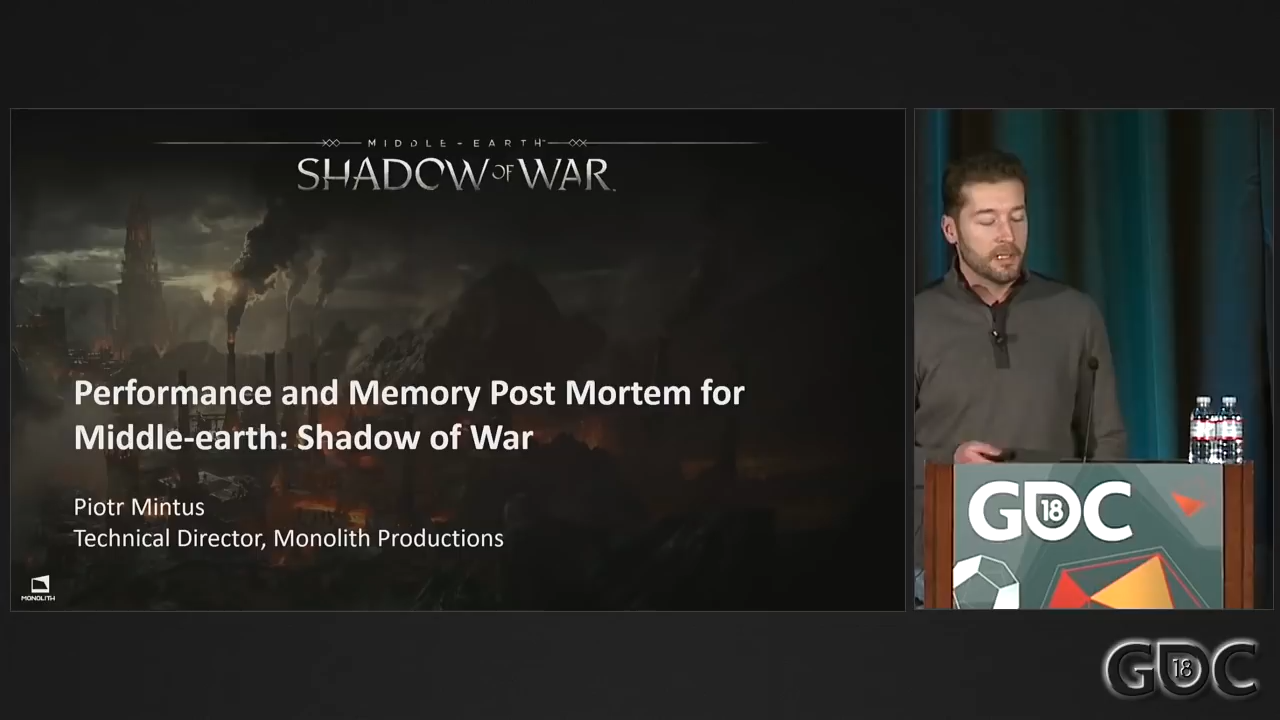 MIDDLE-EARTH
SHADOW OF WAR
Performance and Memory Post Mortem for
Middle-earth: Shadow of War
Piotr Mintus
Technical Director, Monolith Productions
MONOLITH
GDC 18
GDC 18